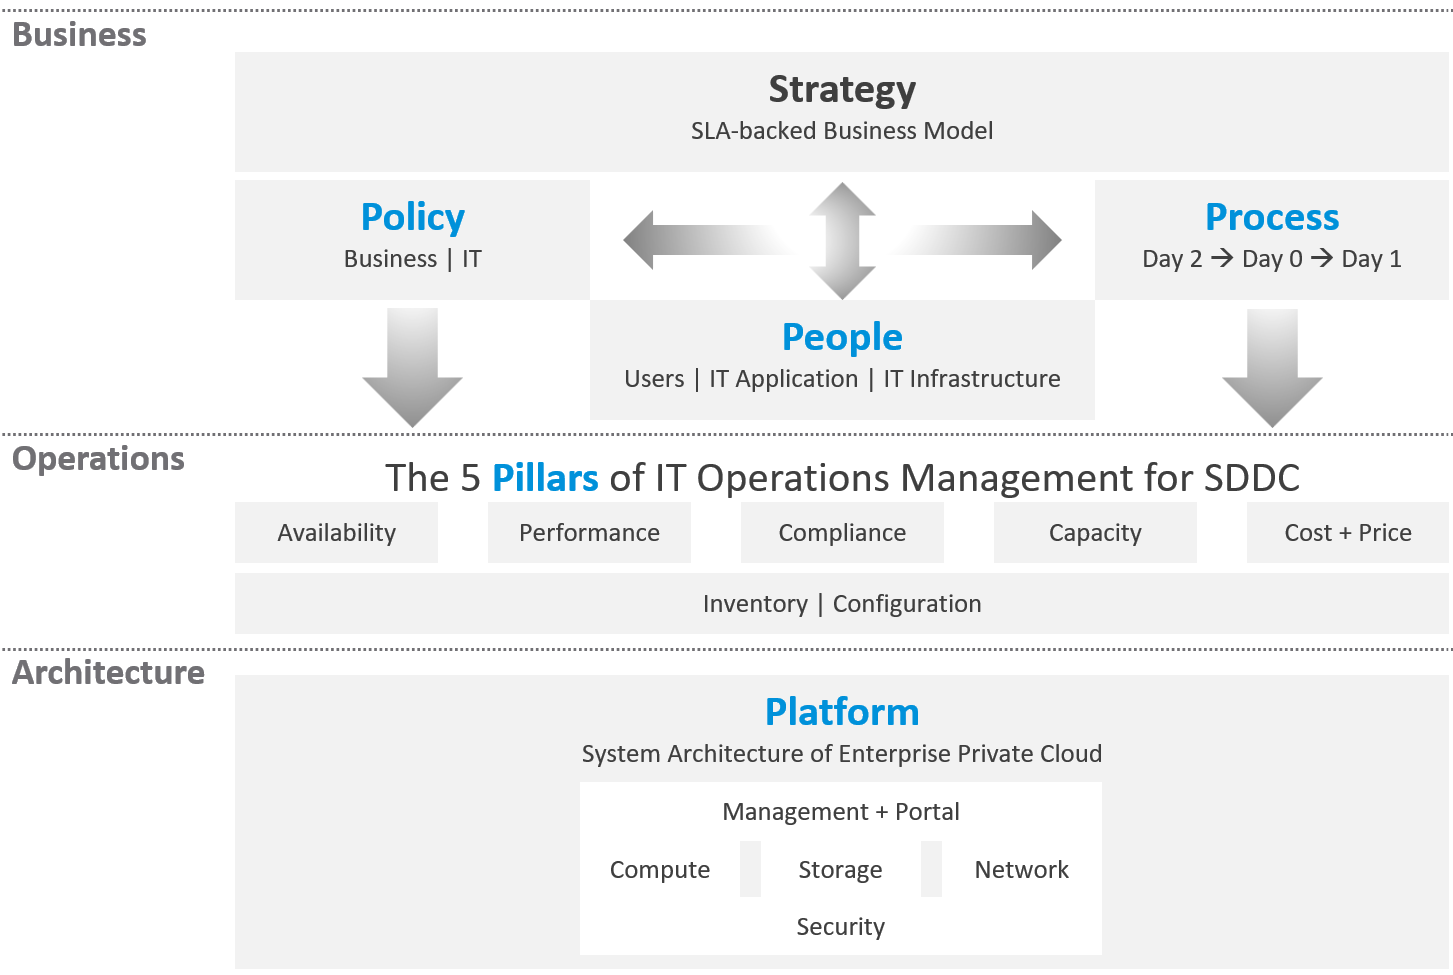 Business
Strategy
SLA-backed Business Model
Policy
Business | IT
Process
Day 2 → Day 0 → Day 1
People
Users | IT Application | IT Infrastructure
Operations
The 5 Pillars of IT Operations Management for SDDC
Availability
Performance
Compliance
Capacity
Cost + Price
Inventory | Configuration
Architecture
Platform
System Architecture of Enterprise Private Cloud
Management + Portal
Compute
Storage
Network
Security